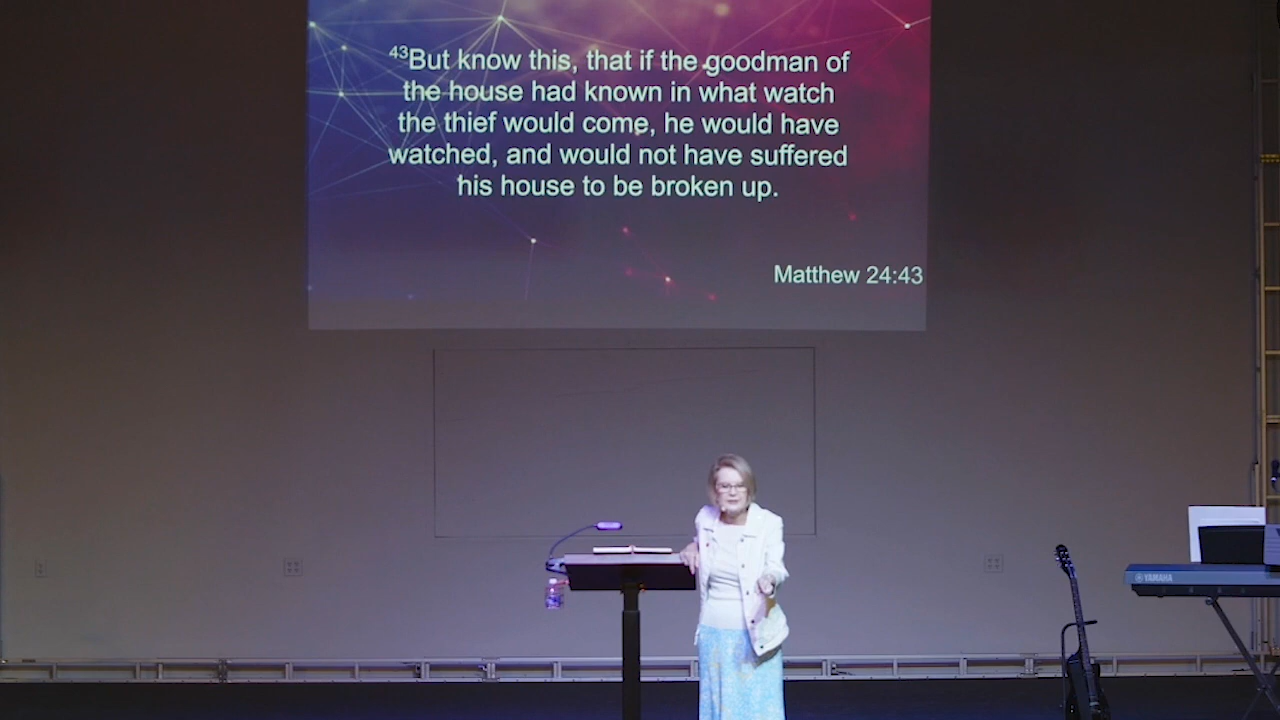 43But know this, that if the goodman of
the house had known in what watch
the thief would come, he would have
watched, and would not have suffered
his house to be broken up.
Matthew 24:43
YAMAHA